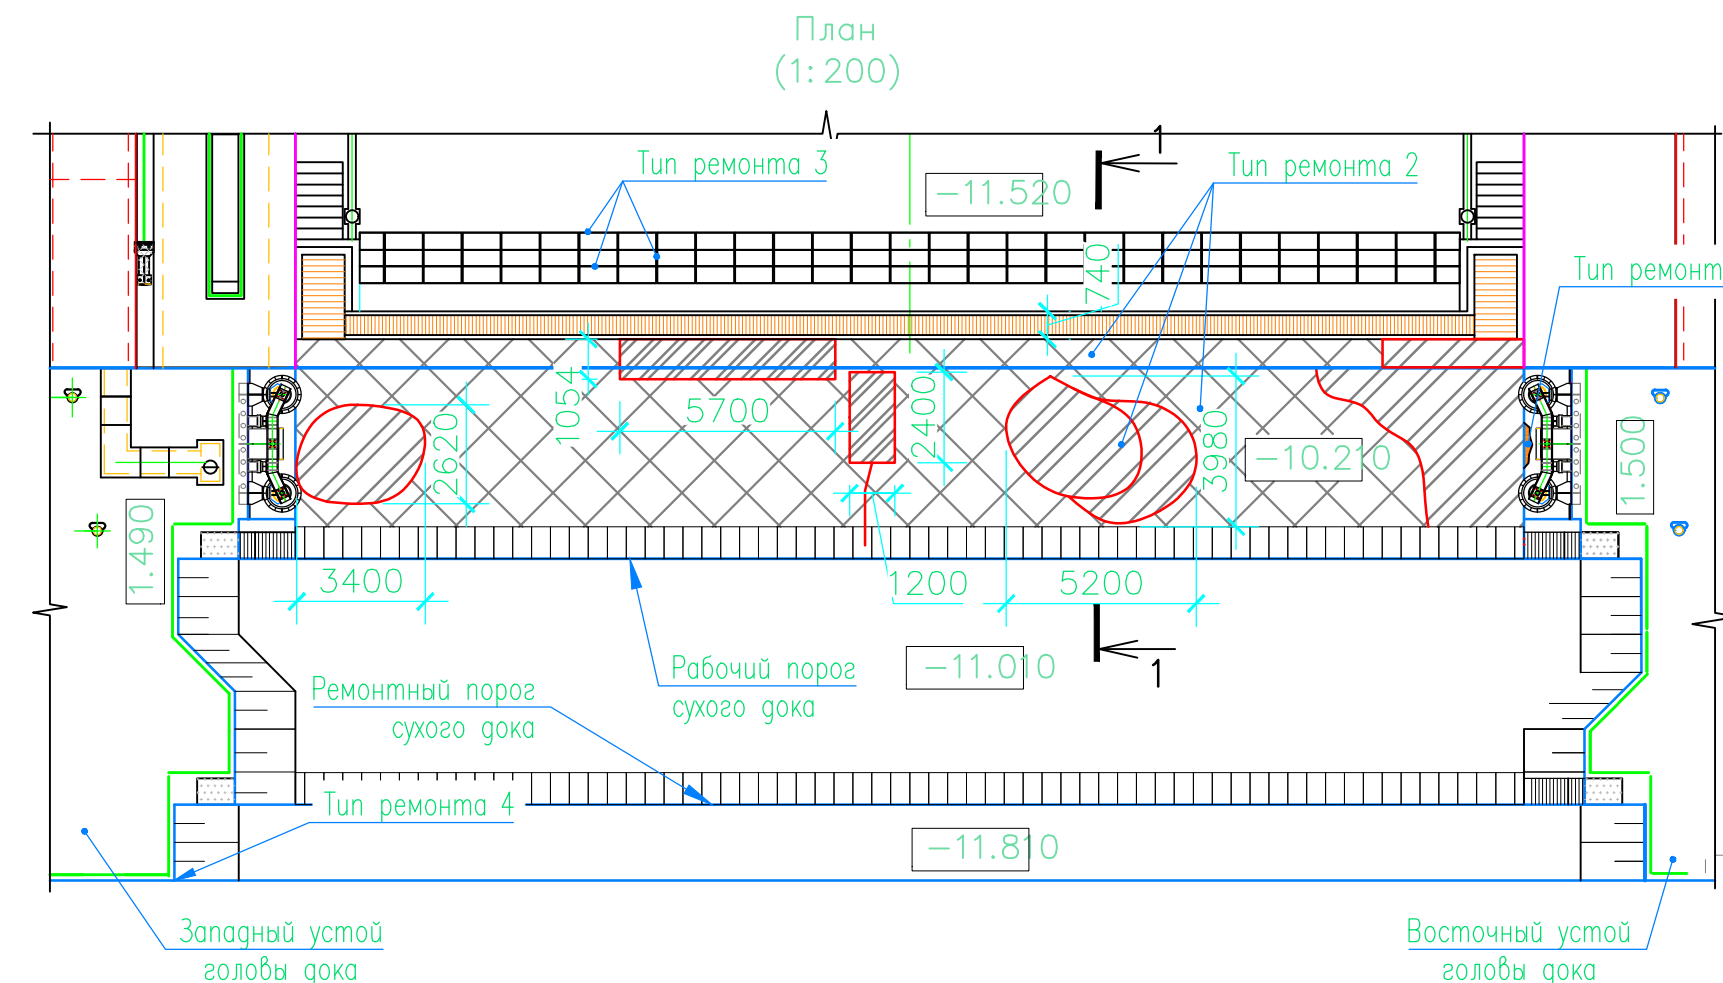 План
(1:200)
1
Тип ремонта 3
Тип ремонта 2
-11.520
740
Тип ремонт
1054
5700
2620
2400
3980
-10.210
1.500
1.490
3400
1200
5200
Рабочий порог
сухого дока
-11.010
1
Ремонтный порог
сухого дока
Тип ремонта 4
-11.810
Западный устой
головы дока
Восточный устой
головы дока